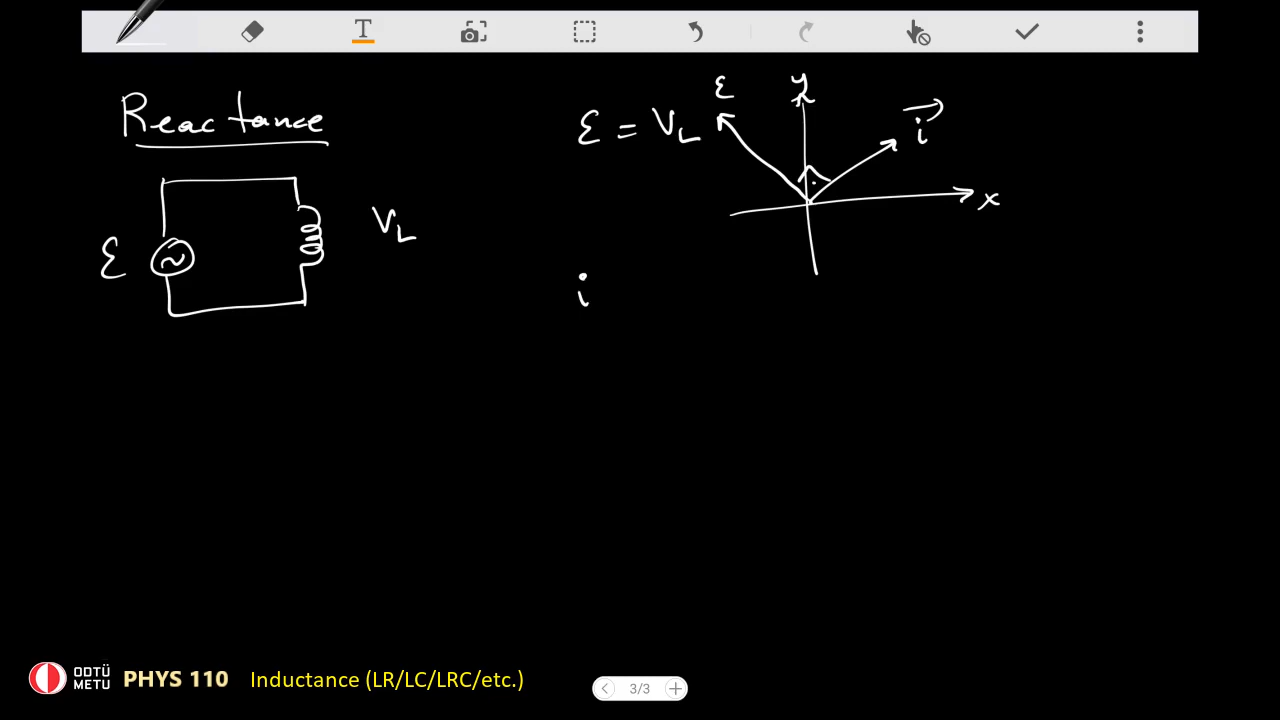 T
Reactance
ε = V_L
ε
y
i
x
ε
V_L
i
ODTÜ
METU
PHYS 110
Inductance (LR/LC/LRC/etc.)
3/3